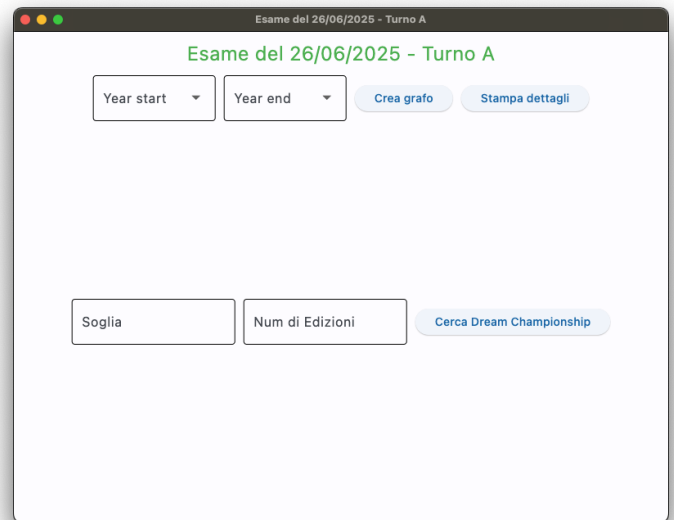 Esame del 26/06/2025 - Turno A
Esame del 26/06/2025 - Turno A
Year start Year end Crea grafo Stampa dettagli
Soglia Num di Edizioni Cerca Dream Championship